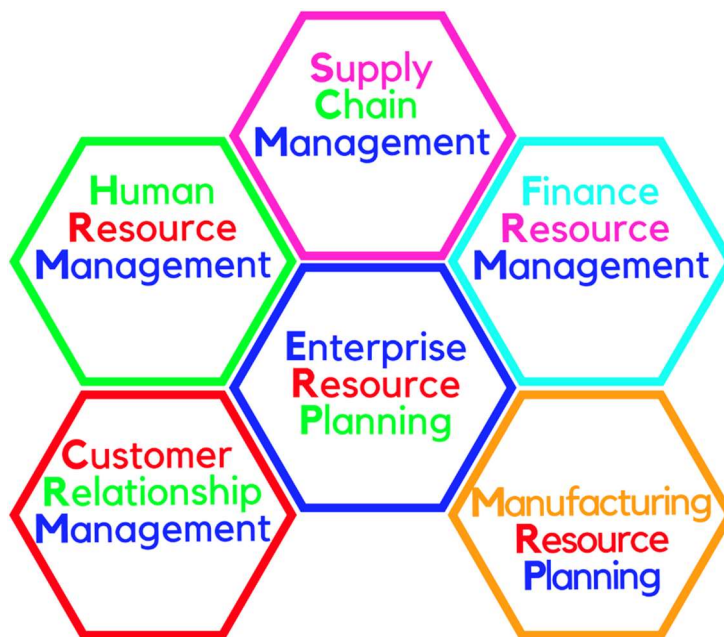 Supply
Chain
Management
Human
Resource
Management
Finance
Resource
Management
Enterprise
Resource
Planning
Customer
Relationship
Management
Manufacturing
Resource
Planning